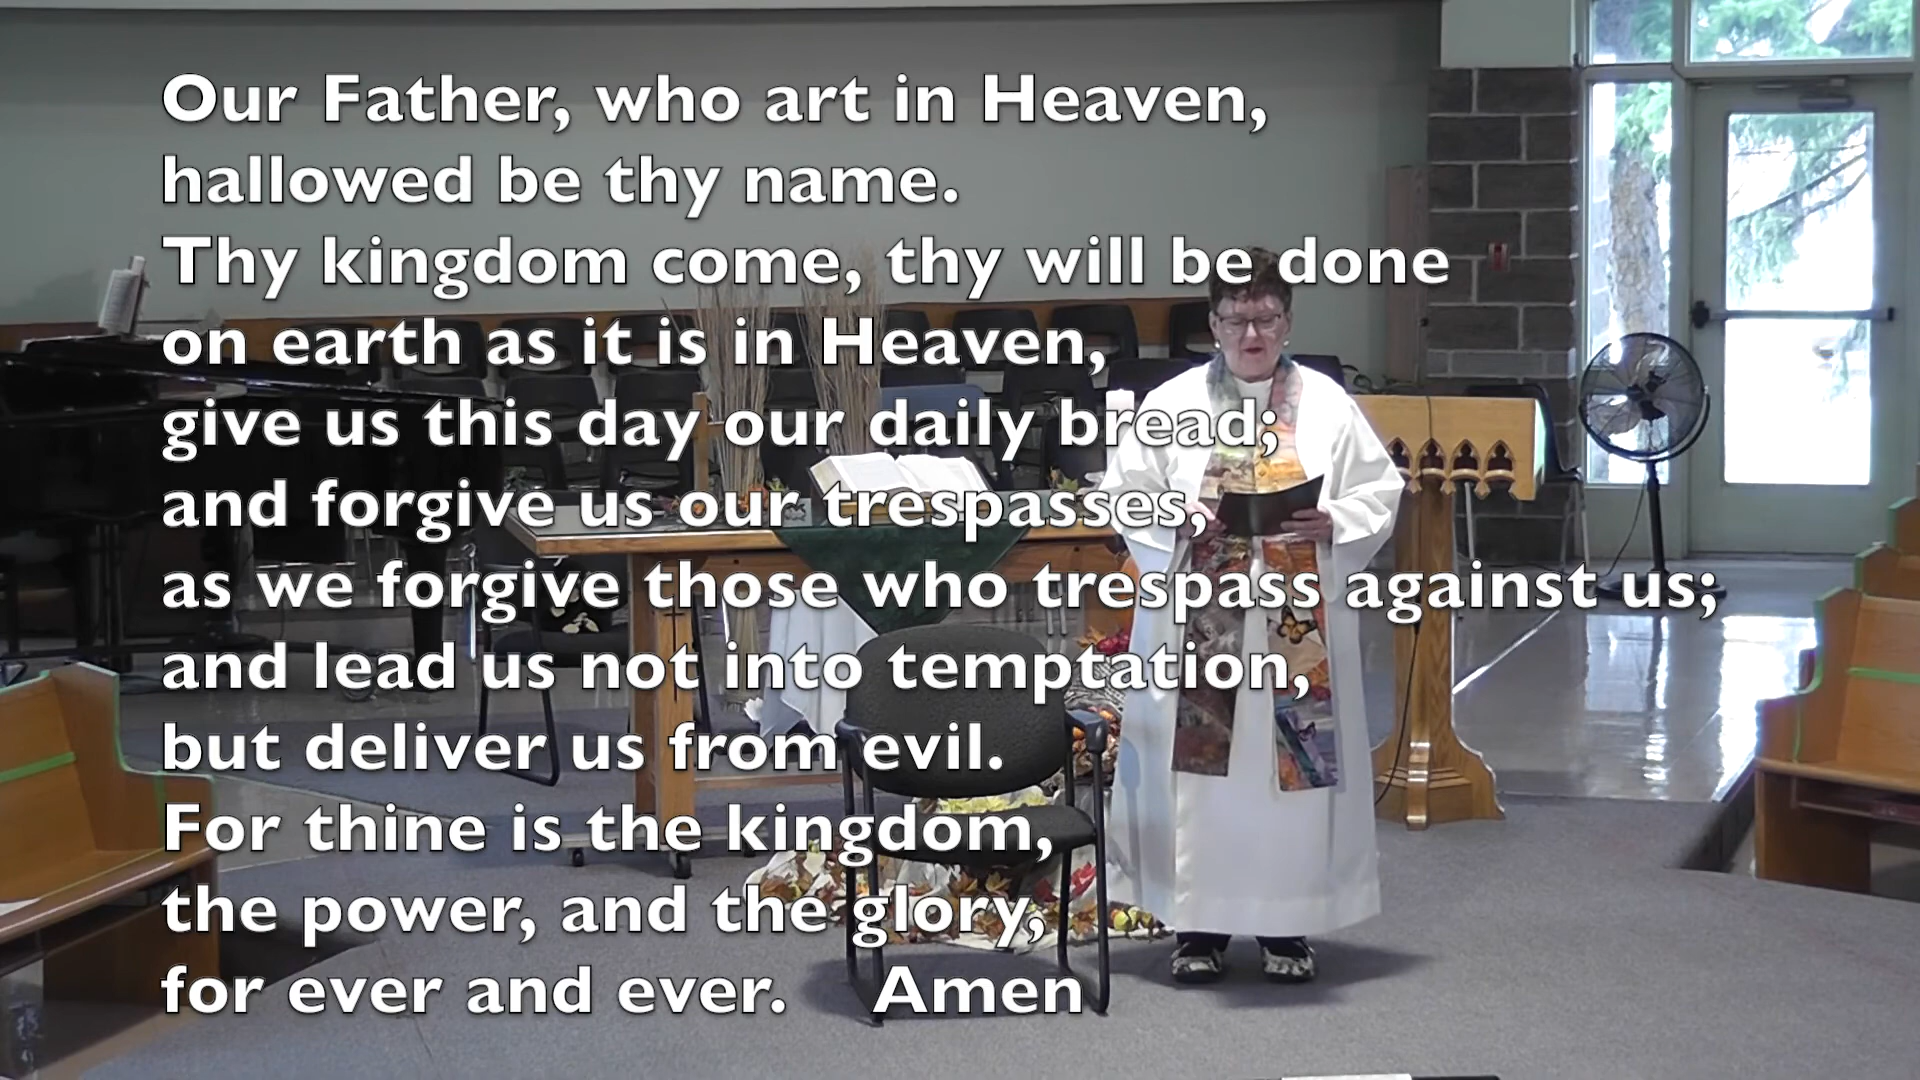 Our Father, who art in Heaven,
hallowed be thy name.
Thy kingdom come, thy will be done
on earth as it is in Heaven,
give us this day our daily bread;
and forgive us our trespasses,
as we forgive those who trespass against us;
and lead us not into temptation,
but deliver us from evil.
For thine is the kingdom,
the power, and the glory,
for ever and ever. Amen